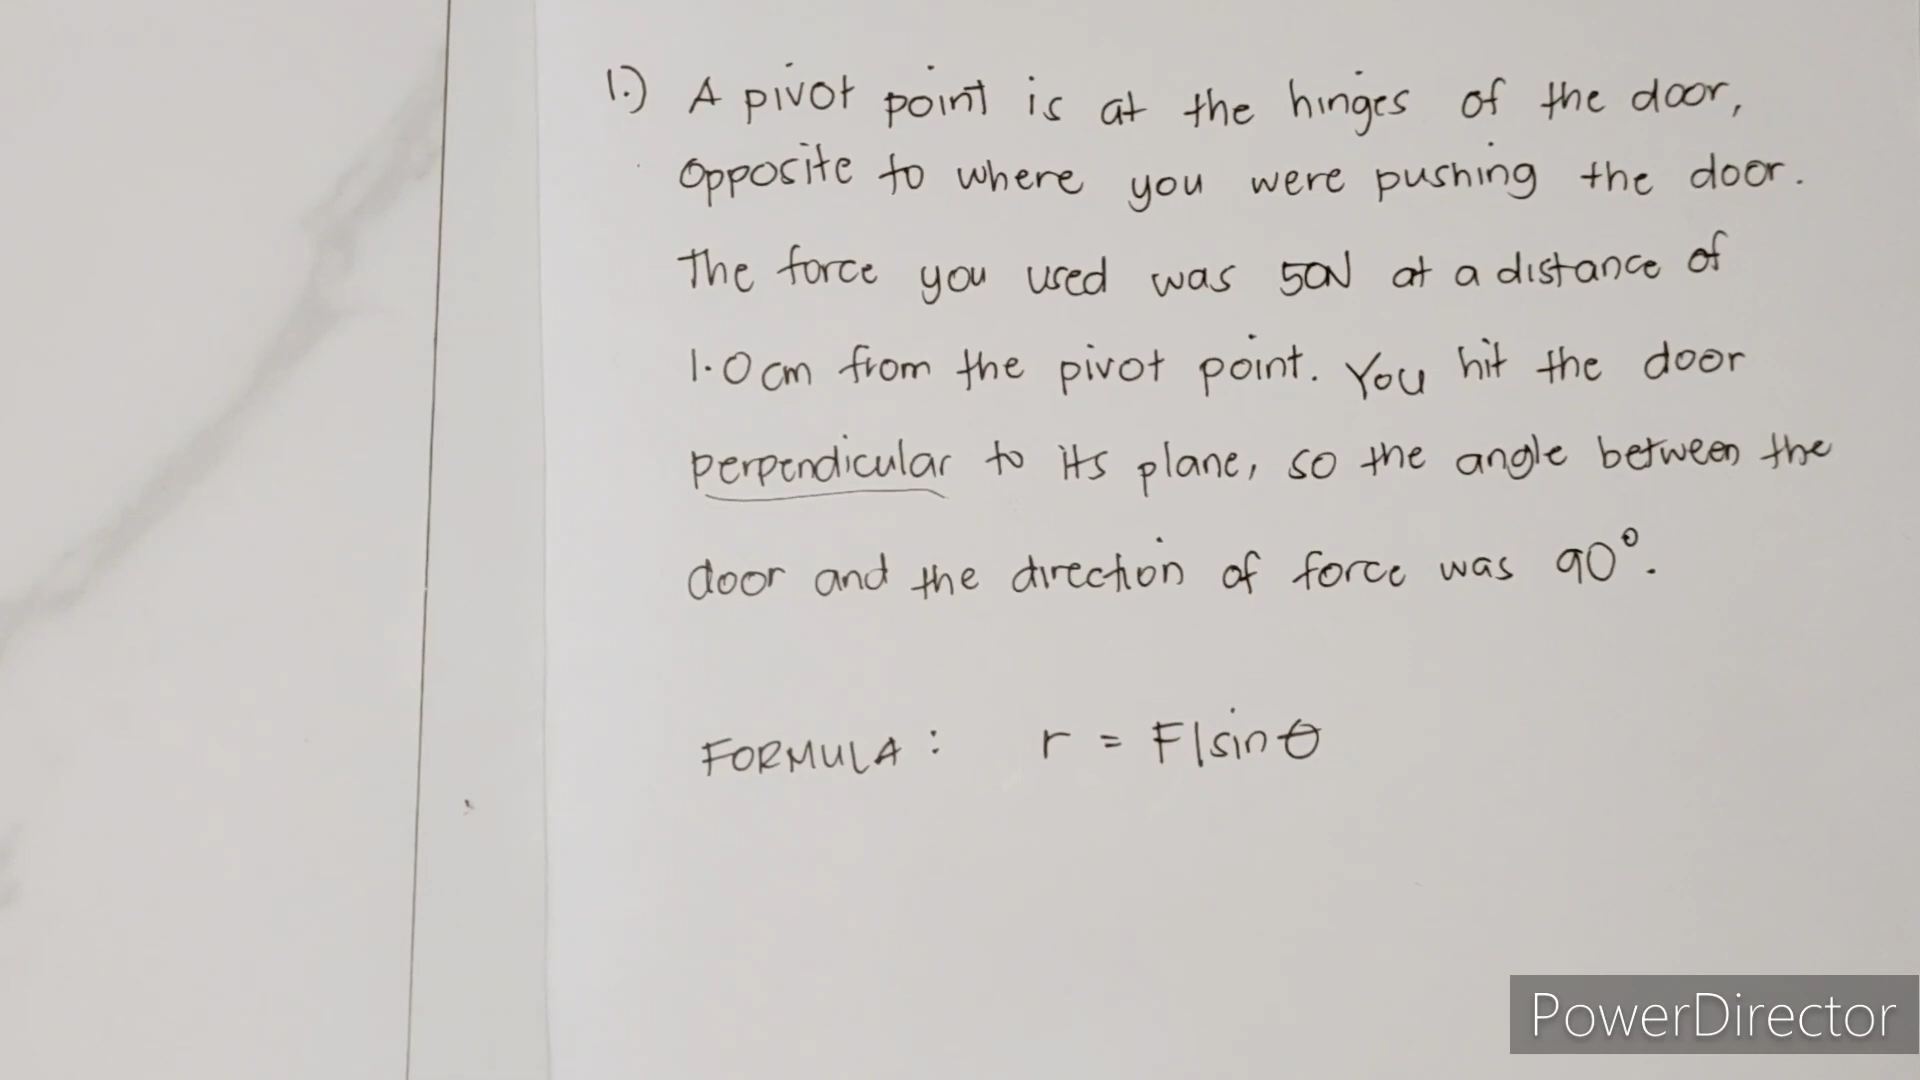 1.) A pivot point is at the hinges of the door,
opposite to where you were pushing the door.
The force you used was 50N at a distance of
1.0 cm from the pivot point. You hit the door
perpendicular to its plane, so the angle between the
door and the direction of force was 90°.
FORMULA: r = Flsinθ
PowerDirector